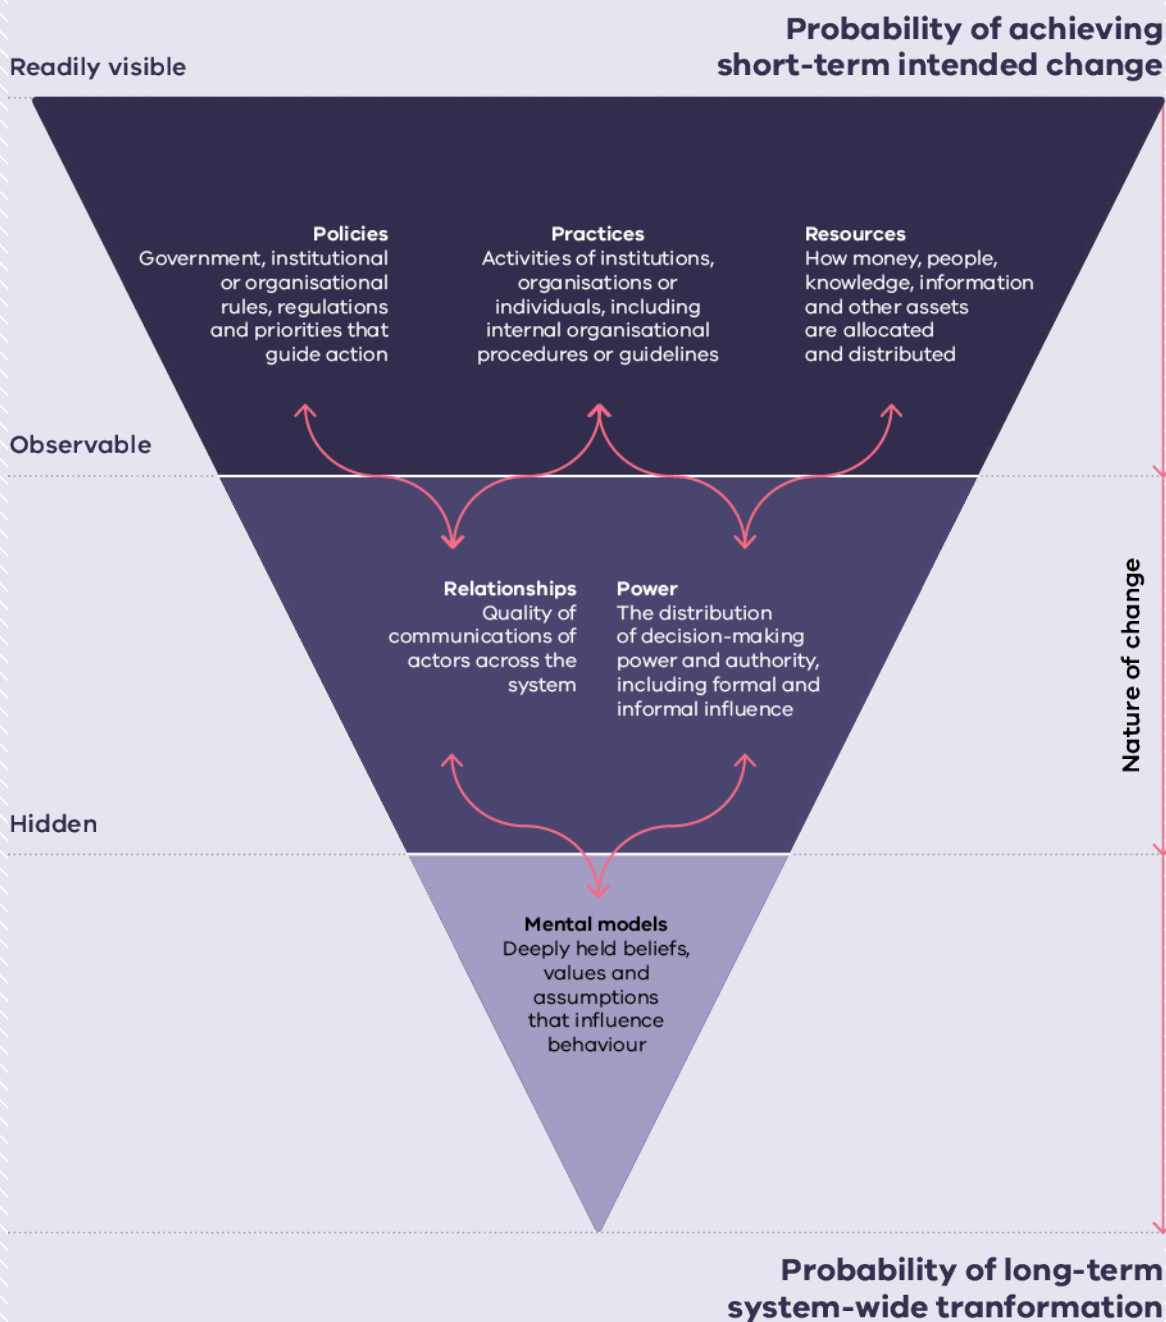 Probability of achieving
short-term intended change
Readily visible
Policies
Government, institutional
or organisational
rules, regulations
and priorities that
guide action
Practices
Activities of institutions,
organisations or
individuals, including
internal organisational
procedures or guidelines
Resources
How money, people,
knowledge, information
and other assets
are allocated
and distributed
Observable
Relationships
Quality of
communications of
actors across the
system
Power
The distribution
of decision-making
power and authority,
including formal and
informal influence
Nature of change
Hidden
Mental models
Deeply held beliefs,
values and
assumptions
that influence
behaviour
Probability of long-term
system-wide tranformation